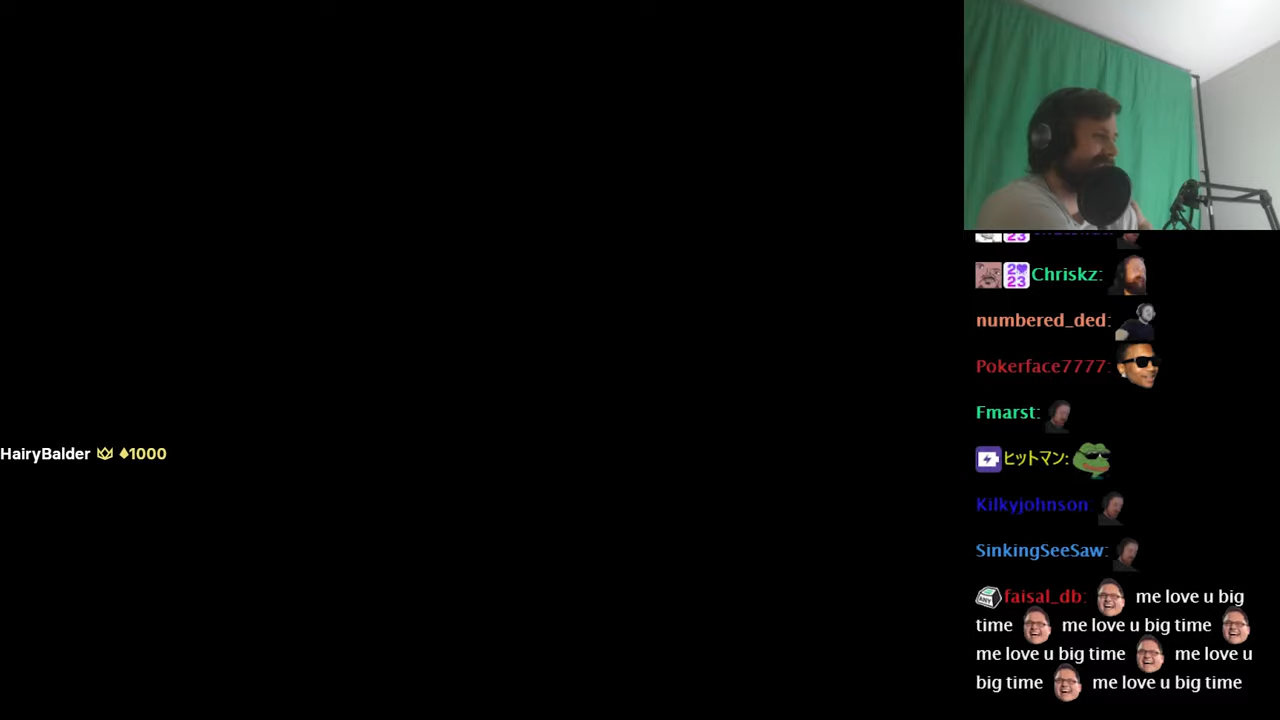 Chriskz:
numbered_ded:
Pokerface7777:
Fmarst:
HairyBalder 1000
ヒットマン:
Kilkyjohnson
SinkingSeeSaw:
faisal_db: me love u big
time me love u big time
me love u big time me love u
big time me love u big time